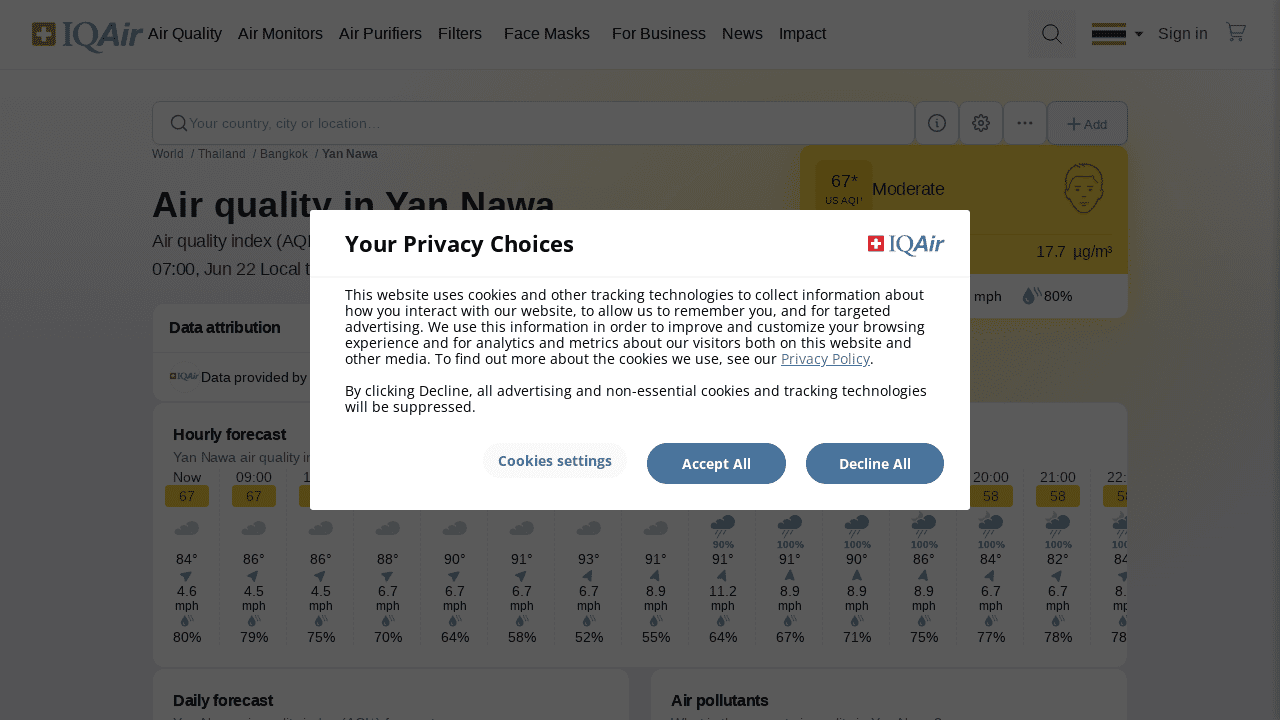 IQAir Air Quality Air Monitors Air Purifiers Filters Face Masks For Business News Impact Sign in
Your country, city or location... Add
World / Thailand / Bangkok / Yan Nawa
Air quality in Yan Nawa
Air quality index (AQI
07:00, Jun 22 Local t
67*
US AQI⁺
Moderate
17.7 µg/m³
mph 80%
Data attribution
IQAir Data provided by
Your Privacy Choices
IQAir
This website uses cookies and other tracking technologies to collect information about
how you interact with our website, to allow us to remember you, and for targeted
advertising. We use this information in order to improve and customize your browsing
experience and for analytics and metrics about our visitors both on this website and
other media. To find out more about the cookies we use, see our Privacy Policy.
By clicking Decline, all advertising and non-essential cookies and tracking technologies
will be suppressed.
Cookies settings Accept All Decline All
Hourly forecast
Yan Nawa air quality in
Now 09:00 1 20:00 21:00 22:
67 67 58 58 58
90% 100% 100% 100% 100% 100% 100
84° 86° 86° 88° 90° 91° 93° 91° 91° 91° 90° 86° 84° 82° 84
4.6 4.5 4.5 6.7 6.7 6.7 6.7 8.9 11.2 8.9 8.9 8.9 6.7 6.7 8.
mph mph mph mph mph mph mph mph mph mph mph mph mph mph mph
80% 79% 75% 70% 64% 58% 52% 55% 64% 67% 71% 75% 77% 78% 78
Daily forecast
Air pollutants